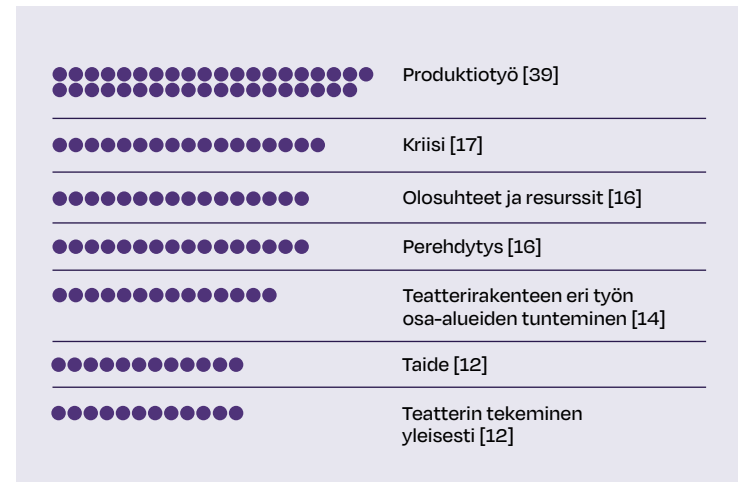 Produktiotyö [39]
Kriisi [17]
Olosuhteet ja resurssit [16]
Perehdytys [16]
Teatterirakenteen eri työn
osa-alueiden tunteminen [14]
Taide [12]
Teatterin tekeminen
yleisesti [12]